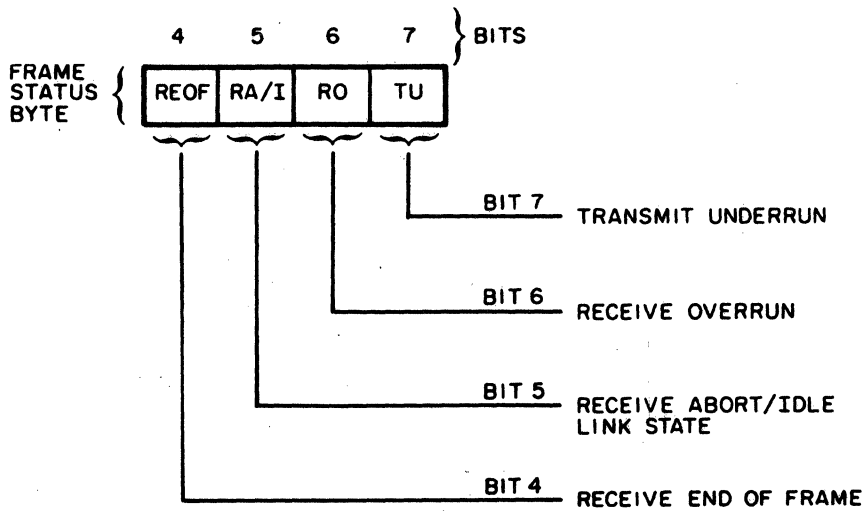 4 5 6 7 } BITS
FRAME
STATUS
BYTE
{ REOF RA/I RO TU
BIT 7 TRANSMIT UNDERRUN
BIT 6 RECEIVE OVERRUN
BIT 5 RECEIVE ABORT/IDLE
LINK STATE
BIT 4 RECEIVE END OF FRAME